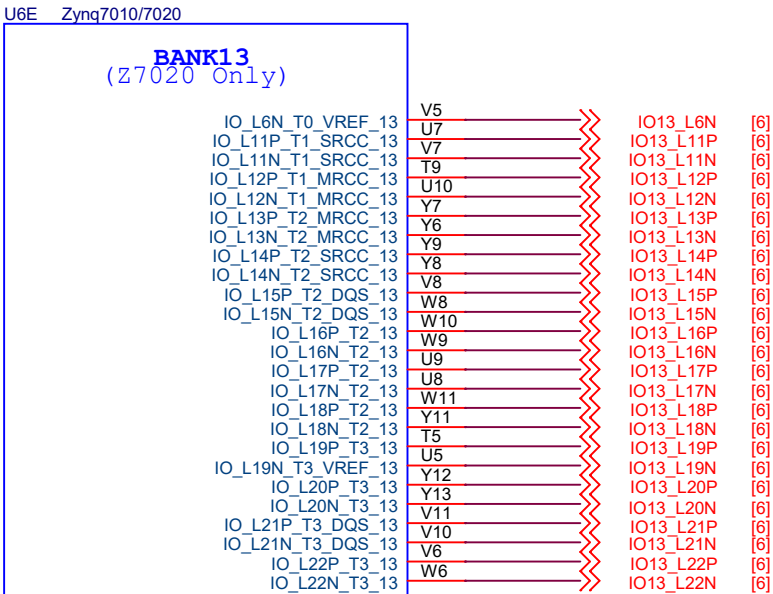 U6E Zynq7010/7020
BANK13
(Z7020 Only)
IO_L6N_T0_VREF_13 V5 IO13_L6N [6]
IO_L11P_T1_SRCC_13 U7 IO13_L11P [6]
IO_L11N_T1_SRCC_13 V7 IO13_L11N [6]
IO_L12P_T1_MRCC_13 T9 IO13_L12P [6]
IO_L12N_T1_MRCC_13 U10 IO13_L12N [6]
IO_L13P_T2_MRCC_13 Y7 IO13_L13P [6]
IO_L13N_T2_MRCC_13 Y6 IO13_L13N [6]
IO_L14P_T2_SRCC_13 Y9 IO13_L14P [6]
IO_L14N_T2_SRCC_13 Y8 IO13_L14N [6]
IO_L15P_T2_DQS_13 V8 IO13_L15P [6]
IO_L15N_T2_DQS_13 W8 IO13_L15N [6]
IO_L16P_T2_13 W10 IO13_L16P [6]
IO_L16N_T2_13 W9 IO13_L16N [6]
IO_L17P_T2_13 U9 IO13_L17P [6]
IO_L17N_T2_13 U8 IO13_L17N [6]
IO_L18P_T2_13 W11 IO13_L18P [6]
IO_L18N_T2_13 Y11 IO13_L18N [6]
IO_L19P_T3_13 T5 IO13_L19P [6]
IO_L19N_T3_VREF_13 U5 IO13_L19N [6]
IO_L20P_T3_13 Y12 IO13_L20P [6]
IO_L20N_T3_13 Y13 IO13_L20N [6]
IO_L21P_T3_DQS_13 V11 IO13_L21P [6]
IO_L21N_T3_DQS_13 V10 IO13_L21N [6]
IO_L22P_T3_13 V6 IO13_L22P [6]
IO_L22N_T3_13 W6 IO13_L22N [6]